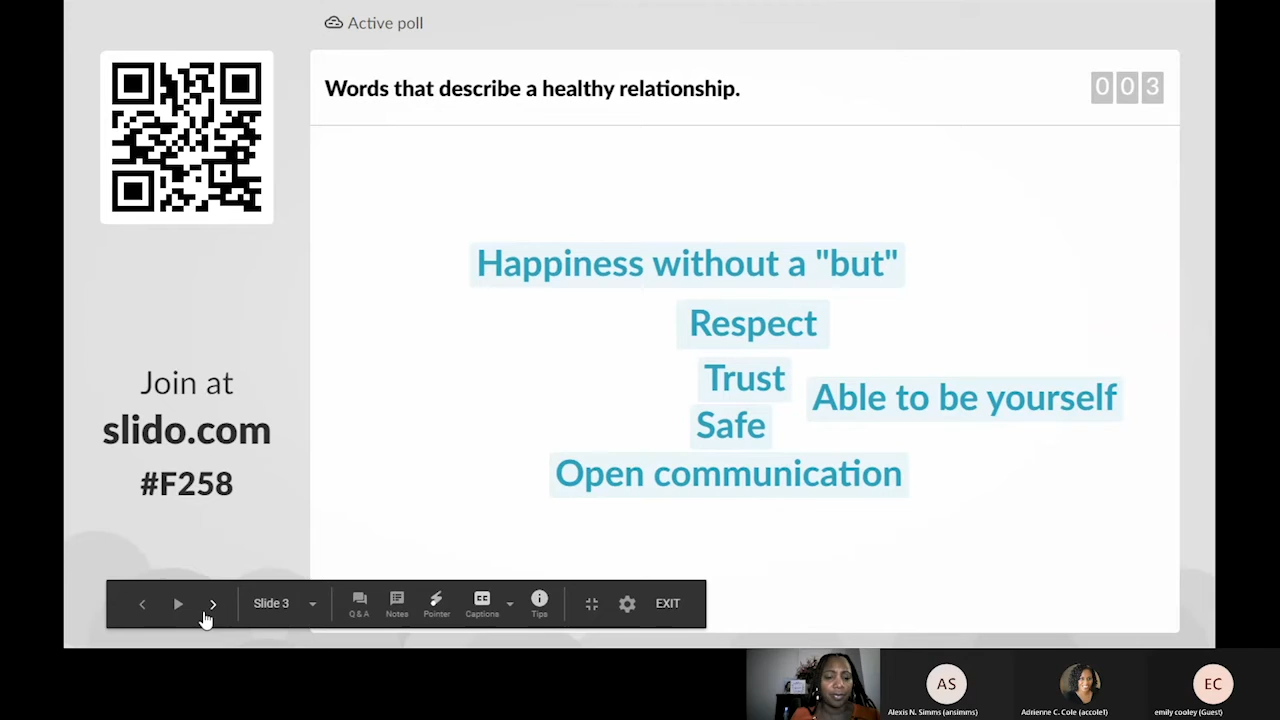 Active poll
Words that describe a healthy relationship.
003
Happiness without a "but"
Respect
Trust
Able to be yourself
Safe
Open communication
Join at
slido.com
#F258
Slide 3
Q & A
Notes
Pointer
CC
Captions
Tips
EXIT
AS
Alexis N. Simms (ansimms)
Adrienne C. Cole (accole1)
EC
emily cooley (Guest)